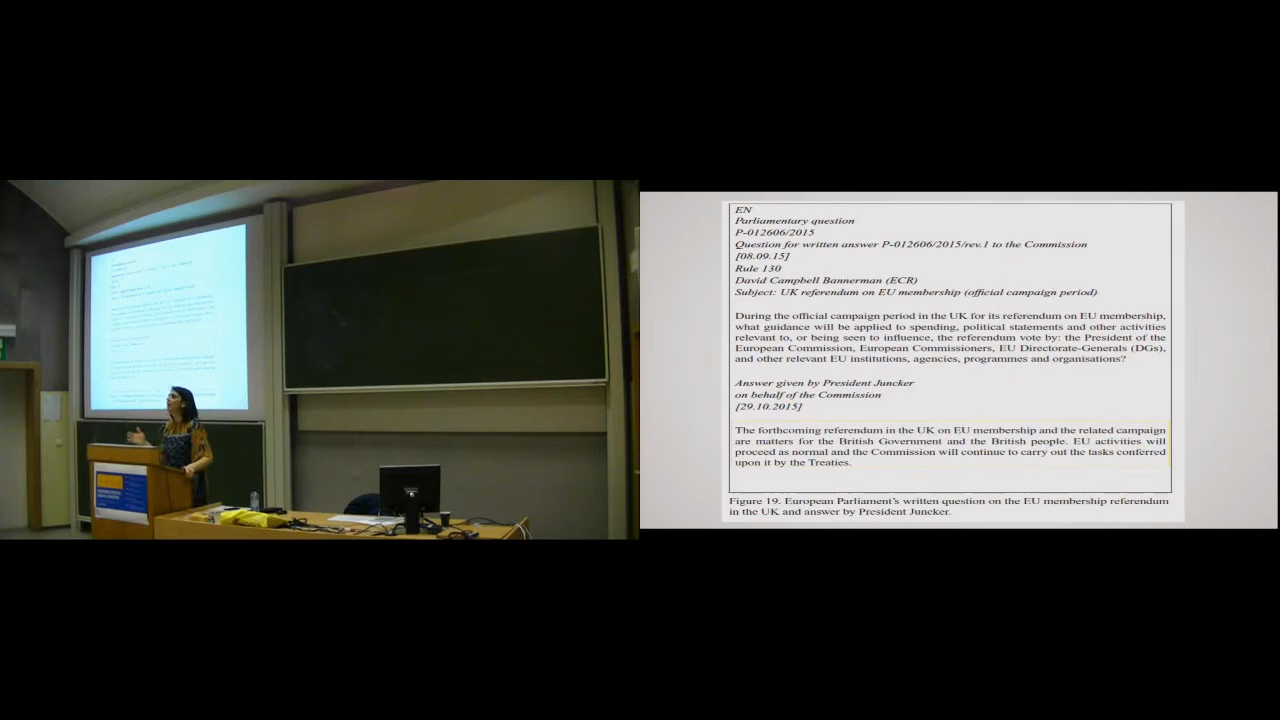 EN
Parliamentary question
P-012606/2015
Question for written answer P-012606/2015/rev.1 to the Commission
[08.09.15]
Rule 130
David Campbell Bannerman (ECR)
Subject: UK referendum on EU membership (official campaign period)
During the official campaign period in the UK for its referendum on EU membership,
what guidance will be applied to spending, political statements and other activities
relevant to, or being seen to influence, the referendum vote by: the President of the
European Commission, European Commissioners, EU Directorate-Generals (DGs),
and other relevant EU institutions, agencies, programmes and organisations?
Answer given by President Juncker
on behalf of the Commission
[29.10.2015]
The forthcoming referendum in the UK on EU membership and the related campaign
are matters for the British Government and the British people. EU activities will
proceed as normal and the Commission will continue to carry out the tasks conferred
upon it by the Treaties.
Figure 19. European Parliament's written question on the EU membership referendum
in the UK and answer by President Juncker.